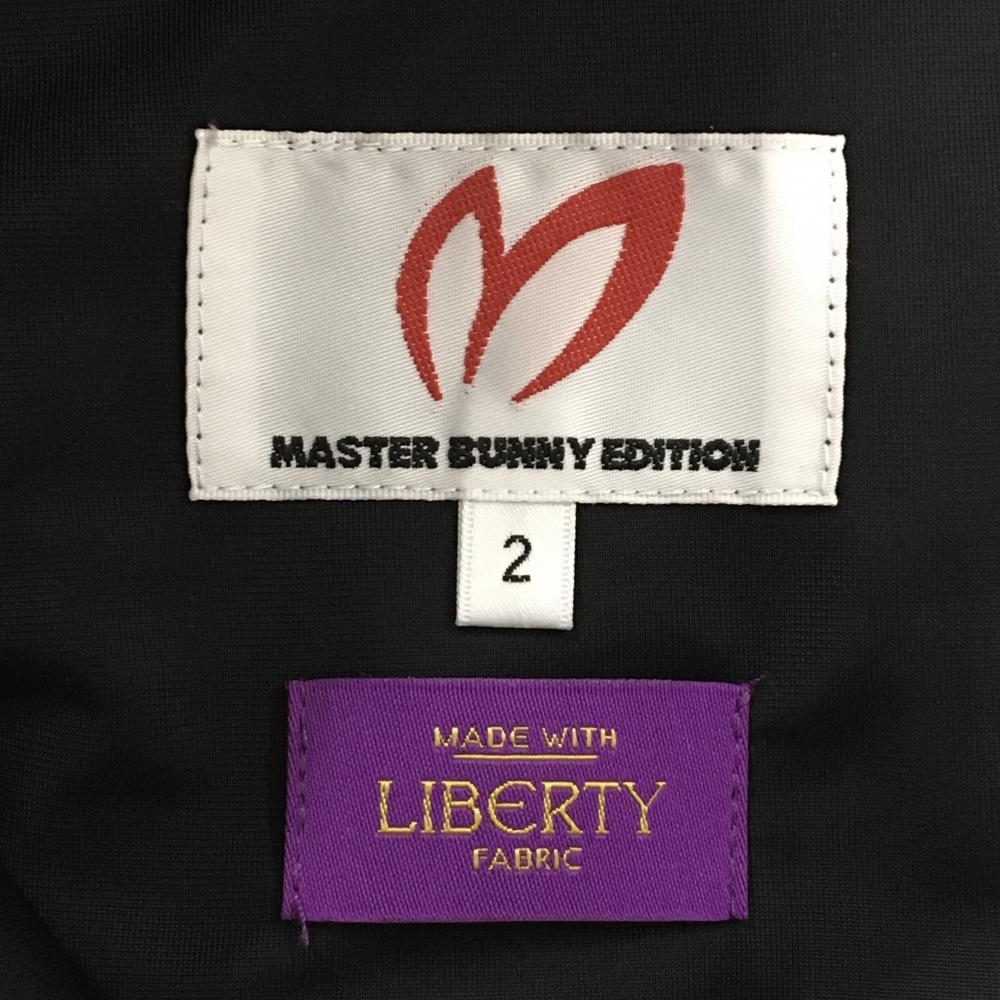 MASTER BUNNY EDITION
2
MADE WITH
LIBERTY
FABRIC